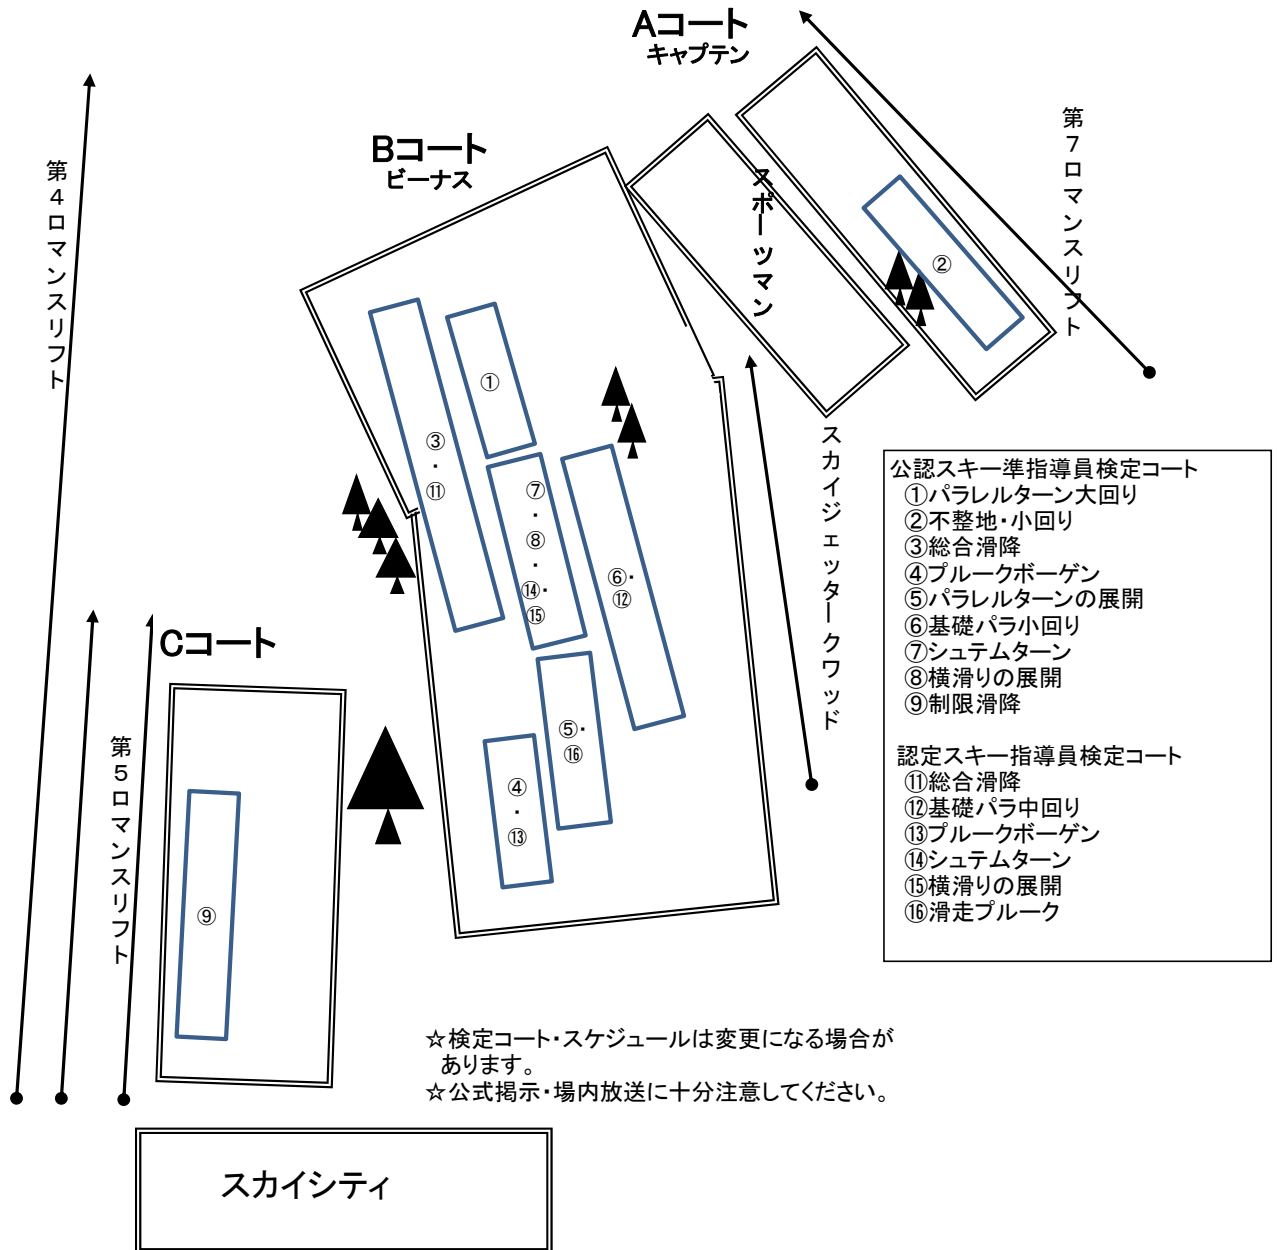 Aコート
キャプテン
Bコート
ビーナス
第4ロマンスリフト
スポーツマン
第7ロマンスリフト
②
①
③
・
⑪
⑦
・
⑧
・
⑭・
⑮
⑥・
⑫
スカイジェッタークワッド
Cコート
第5ロマンスリフト
⑤・
⑯
④
・
⑬
⑨
公認スキー準指導員検定コート
①パラレルターン大回り
②不整地・小回り
③総合滑降
④プルークボーゲン
⑤パラレルターンの展開
⑥基礎パラ小回り
⑦シュテムターン
⑧横滑りの展開
⑨制限滑降
認定スキー指導員検定コート
⑪総合滑降
⑫基礎パラ中回り
⑬プルークボーゲン
⑭シュテムターン
⑮横滑りの展開
⑯滑走プルーク
☆検定コート・スケジュールは変更になる場合が
あります。
☆公式掲示・場内放送に十分注意してください。
スカイシティ